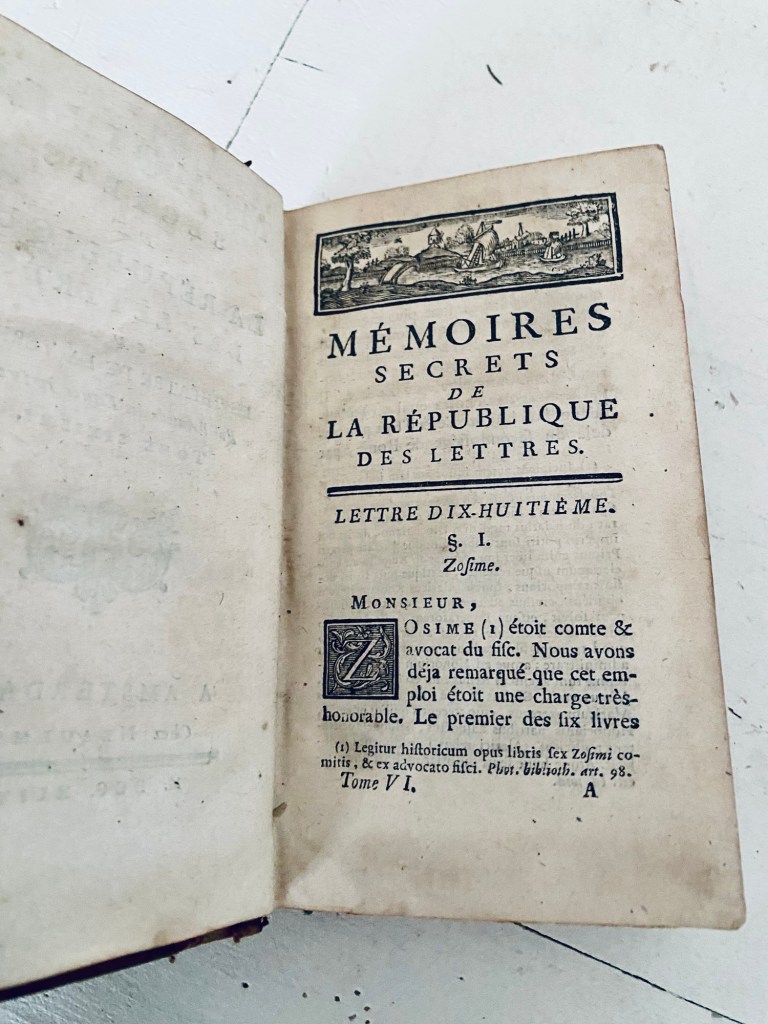 MÉMOIRES
SECRETS
DE
LA RÉPUBLIQUE
DES LETTRES.
LETTRE DIX-HUITIÈME.
§. I.
Zoſime.
MONSIEUR,
ZOSIME (1) étoit comte &
avocat du fiſc. Nous avons
déja remarqué que cet em-
ploi étoit une charge très-
honorable. Le premier des ſix livres
(1) Legitur hiſtoricum opus libris ſex Zoſimi co-
mitis, & ex advocato fiſci. Phot. biblioth. art. 98.
Tome VI. A